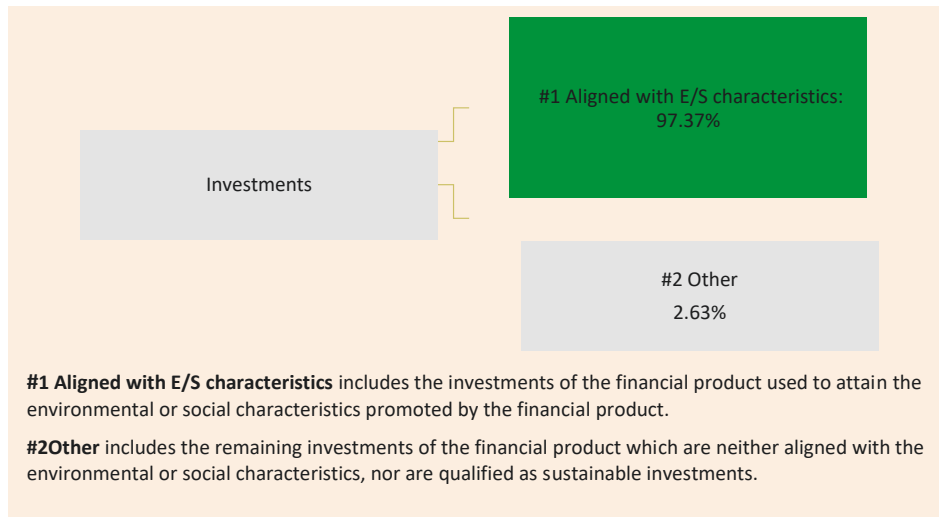 #1 Aligned with E/S characteristics:
97.37%
Investments
#2 Other
2.63%
#1 Aligned with E/S characteristics includes the investments of the financial product used to attain the
environmental or social characteristics promoted by the financial product.
#2Other includes the remaining investments of the financial product which are neither aligned with the
environmental or social characteristics, nor are qualified as sustainable investments.